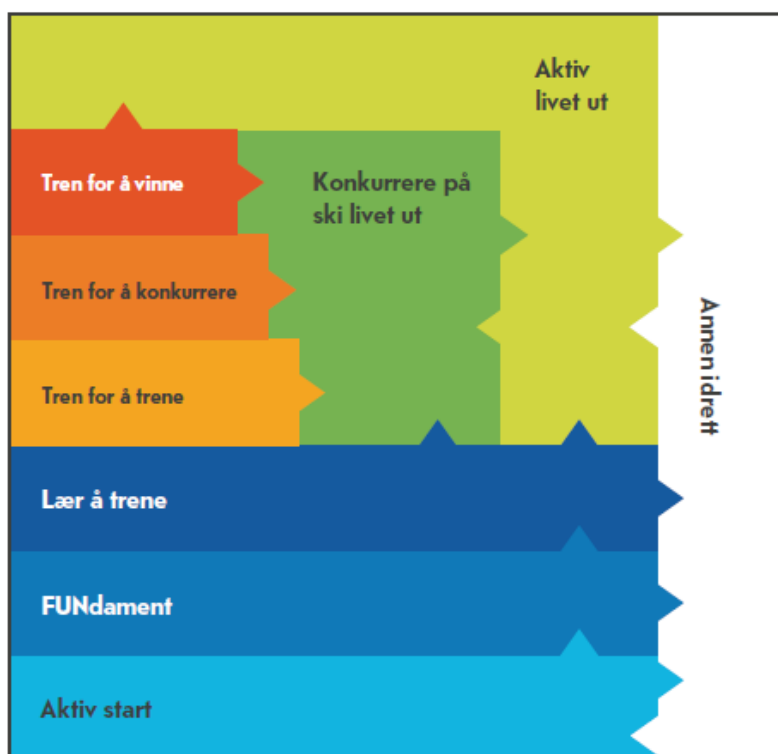 Aktiv
livet ut
Tren for å vinne
Konkurrere på
ski livet ut
Tren for å konkurrere
Annen idrett
Tren for å trene
Lær å trene
FUNdament
Aktiv start